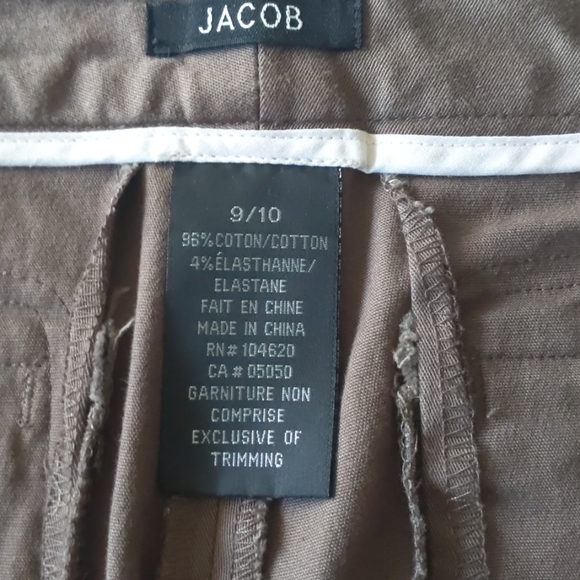 JACOB
9/10
96% COTON/COTTON
4% ÉLASTHANNE/
ELASTANE
FAIT EN CHINE
MADE IN CHINA
RN# 104620
CA # 05050
GARNITURE NON
COMPRISE
EXCLUSIVE OF
TRIMMING